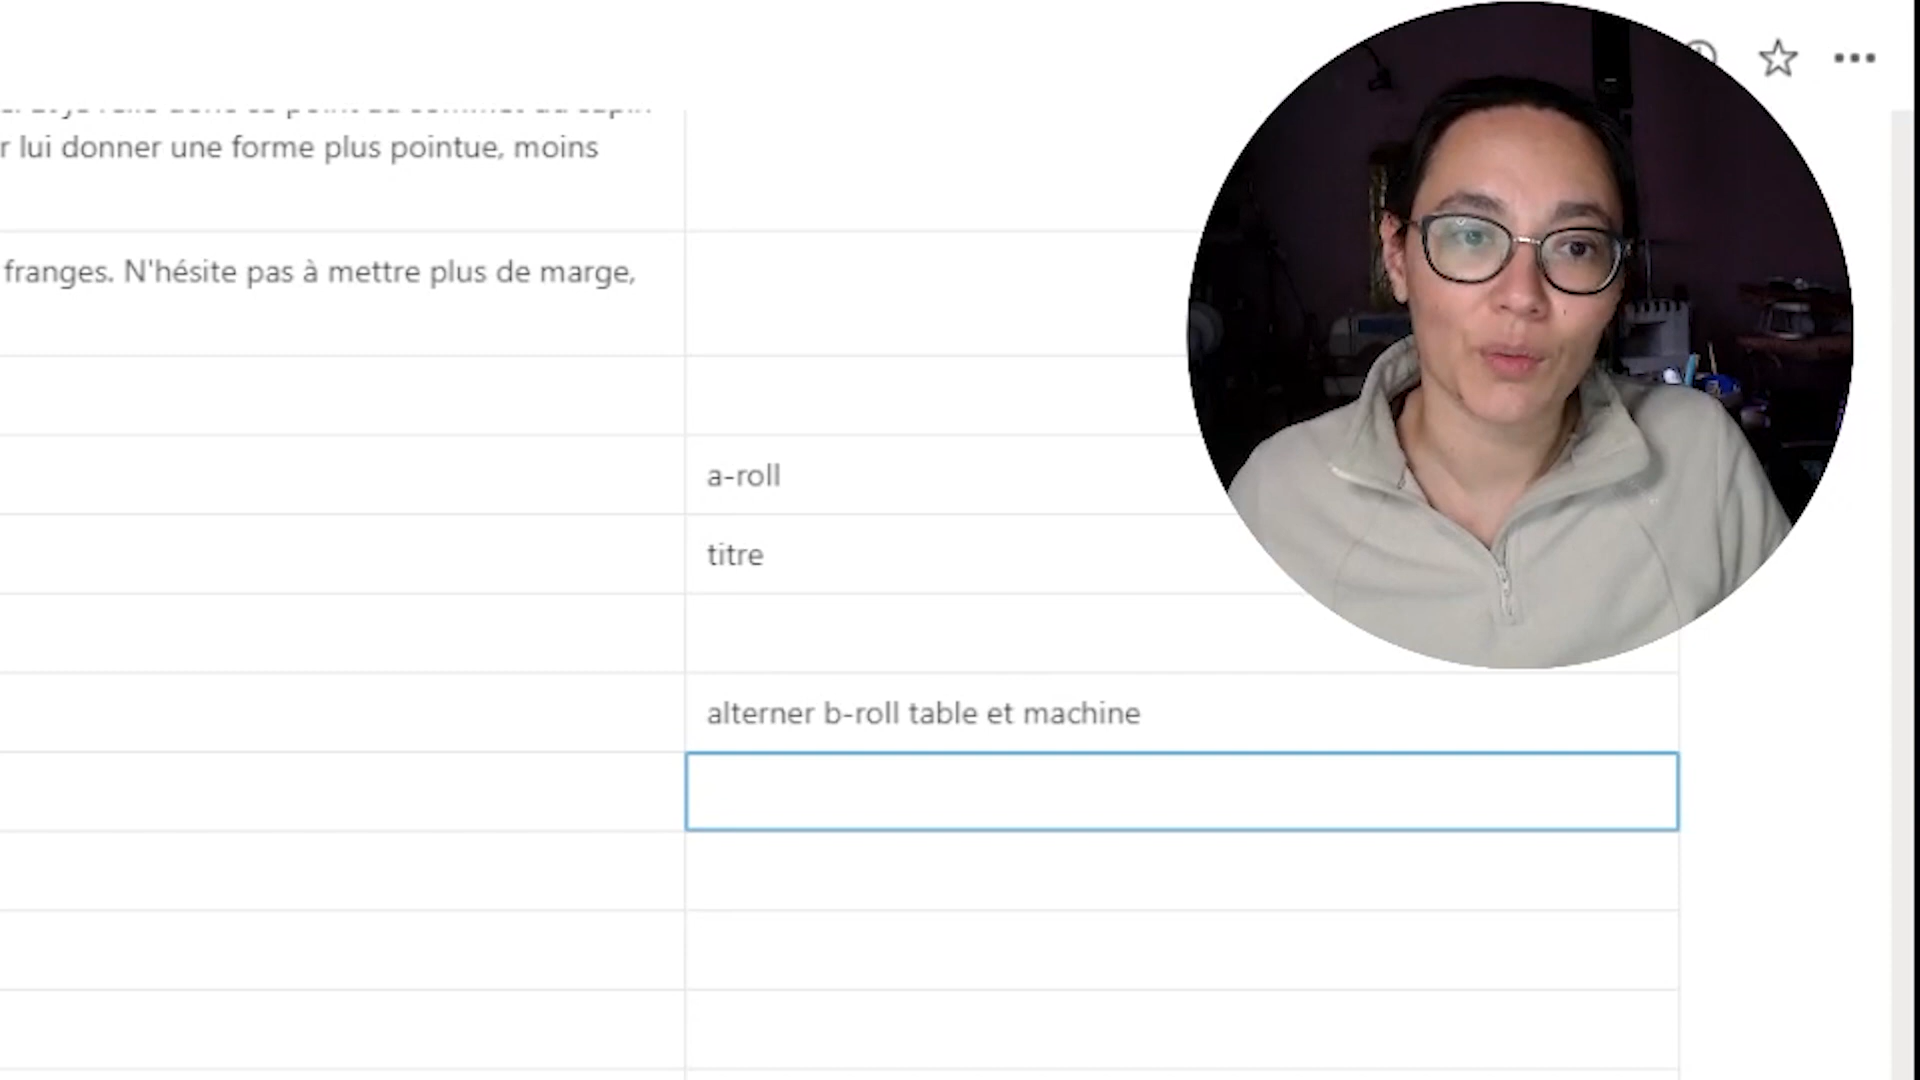 r lui donner une forme plus pointue, moins
franges. N'hésite pas à mettre plus de marge,
a-roll
titre
alterner b-roll table et machine